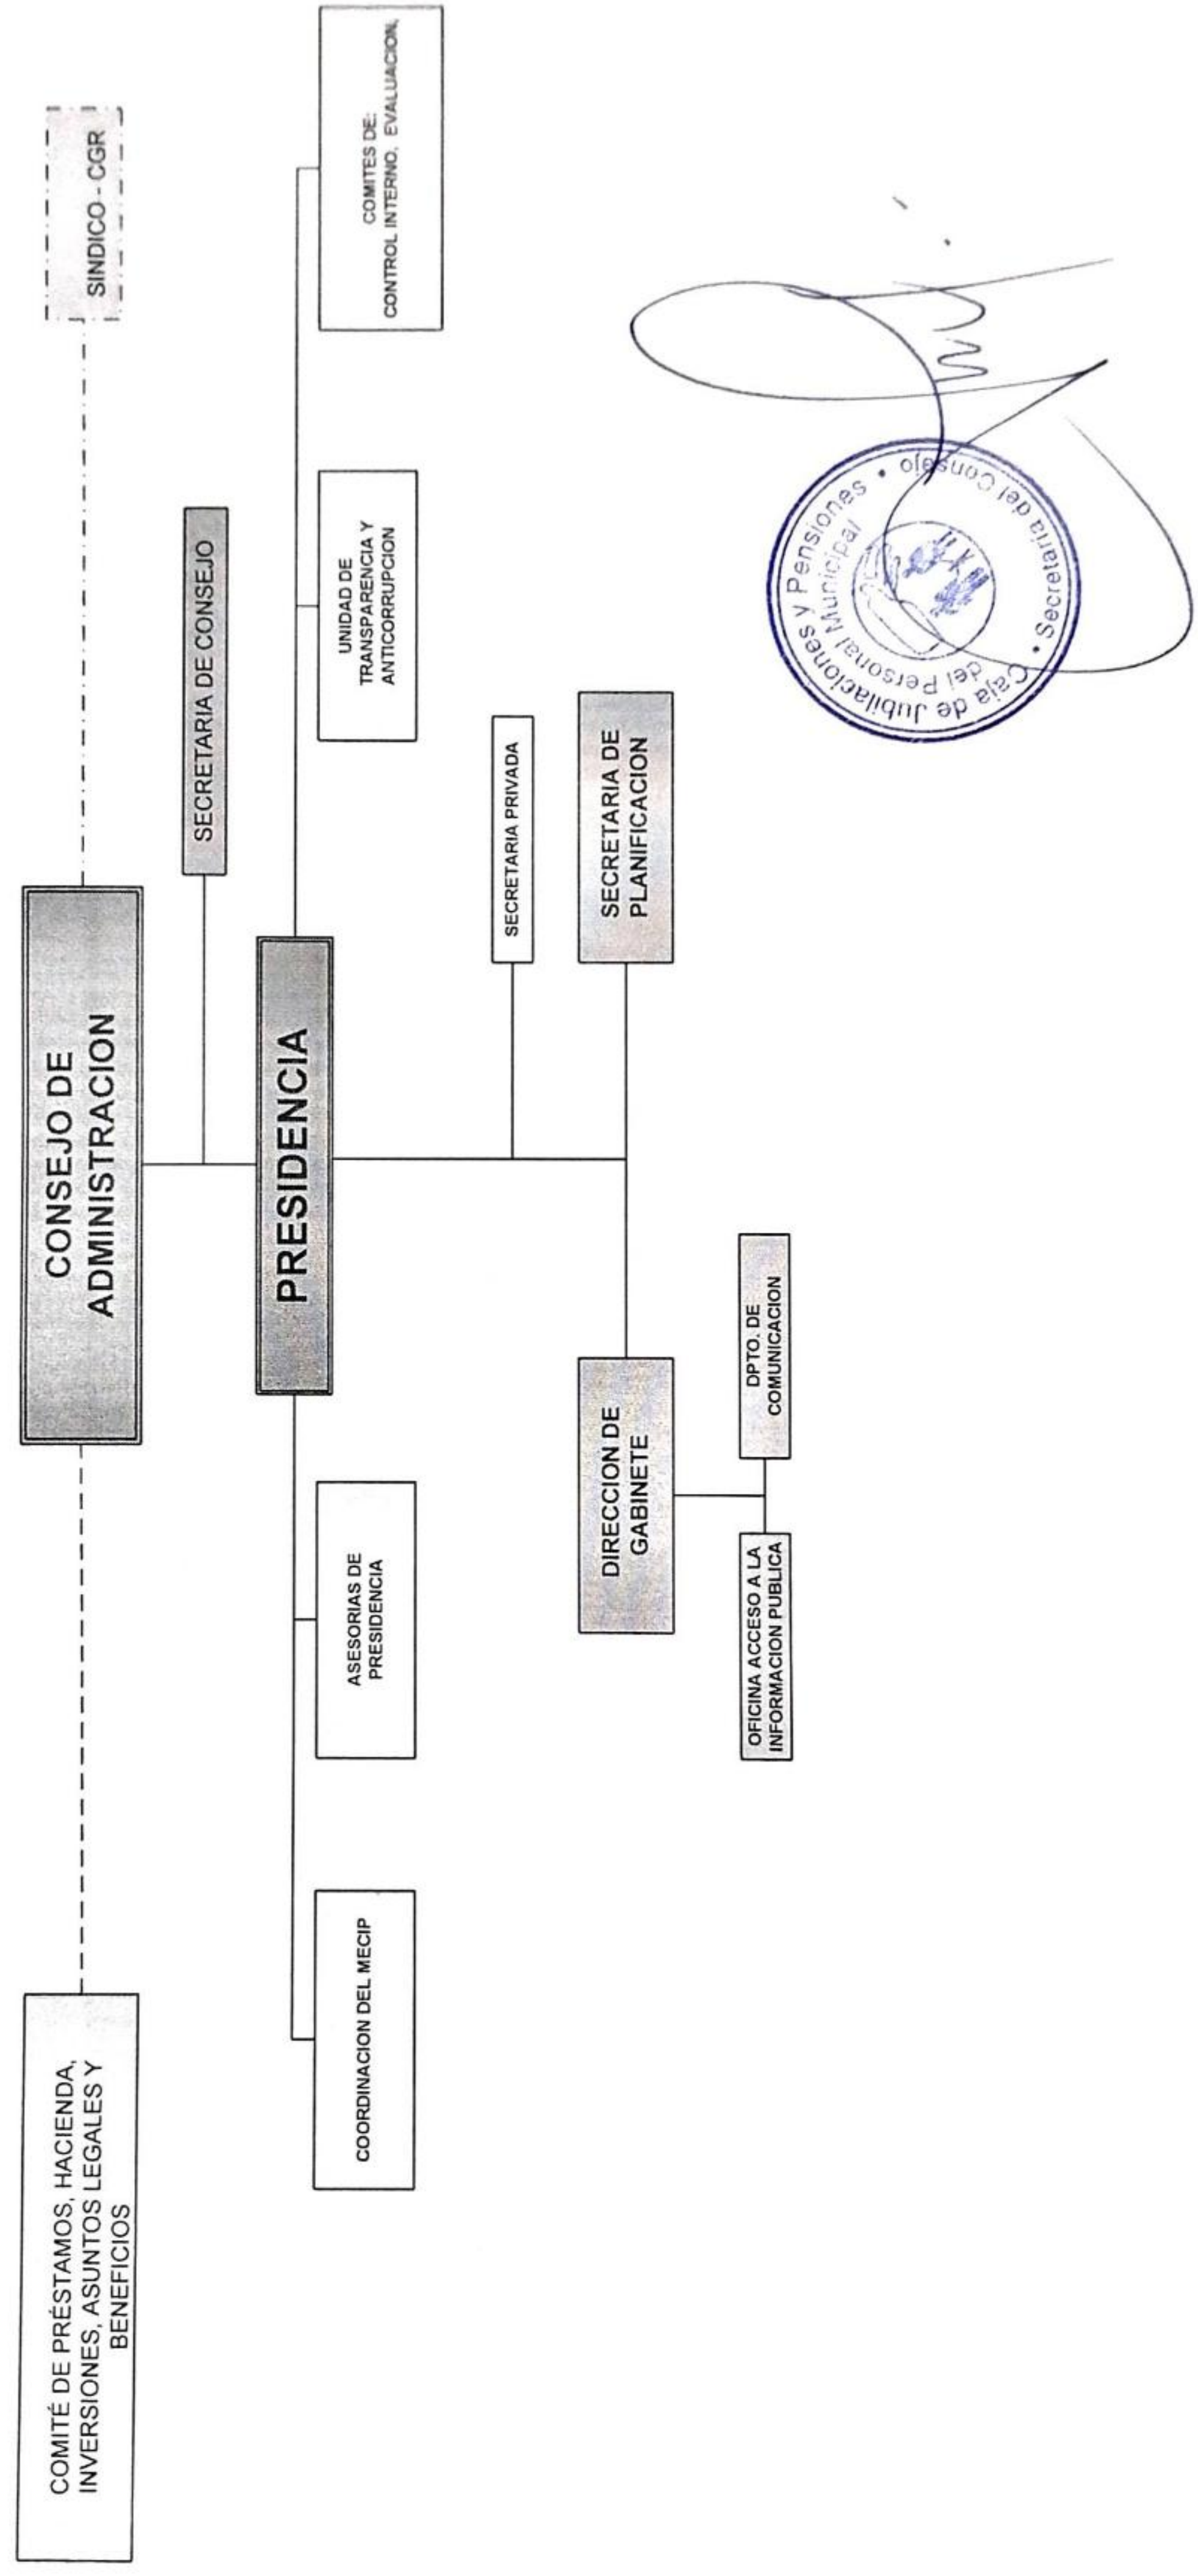 COMITÉ DE PRÉSTAMOS, HACIENDA,
INVERSIONES, ASUNTOS LEGALES Y
BENEFICIOS
CONSEJO DE
ADMINISTRACION
SINDICO - CGR
SECRETARIA DE CONSEJO
PRESIDENCIA
COORDINACION DEL MECIP
ASESORIAS DE
PRESIDENCIA
UNIDAD DE
TRANSPARENCIA Y
ANTICORRUPCION
COMITES DE:
CONTROL INTERNO, EVALUACION,
SECRETARIA PRIVADA
DIRECCION DE
GABINETE
SECRETARIA DE
PLANIFICACION
OFICINA ACCESO A LA
INFORMACION PUBLICA
DPTO. DE
COMUNICACION
Caja de Jubilaciones y Pensiones
del Personal Municipal
• Secretaria del Consejo •